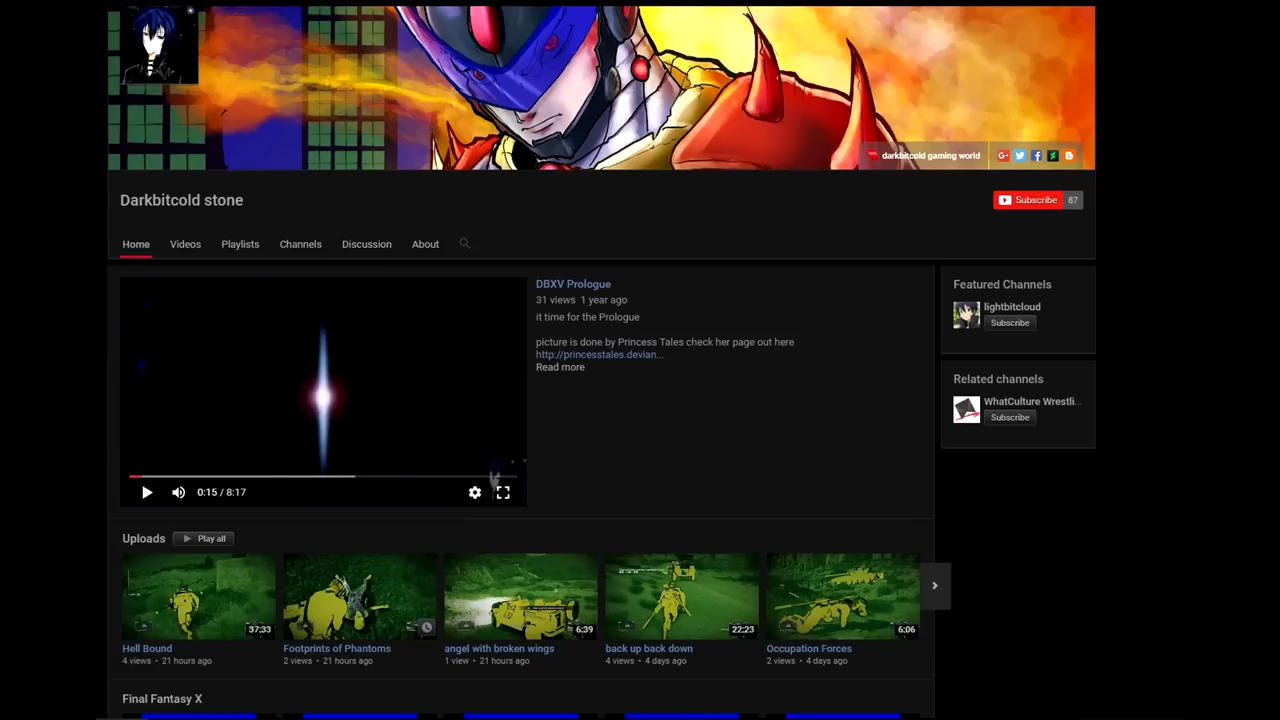 darkbitcold gaming world
Darkbitcold stone
Subscribe 87
Home Videos Playlists Channels Discussion About
DBXV Prologue
31 views 1 year ago
it time for the Prologue
picture is done by Princess Tales check her page out here
http://princesstales.devian...
Read more
0:15 / 8:17
Featured Channels
lightbitcloud
Subscribe
Related channels
WhatCulture Wrestli...
Subscribe
Uploads Play all
37:33 6:39 22:23 6:06
Hell Bound Footprints of Phantoms angel with broken wings back up back down Occupation Forces
4 views • 21 hours ago 2 views • 21 hours ago 1 view • 21 hours ago 4 views • 4 days ago 2 views • 4 days ago
Final Fantasy X